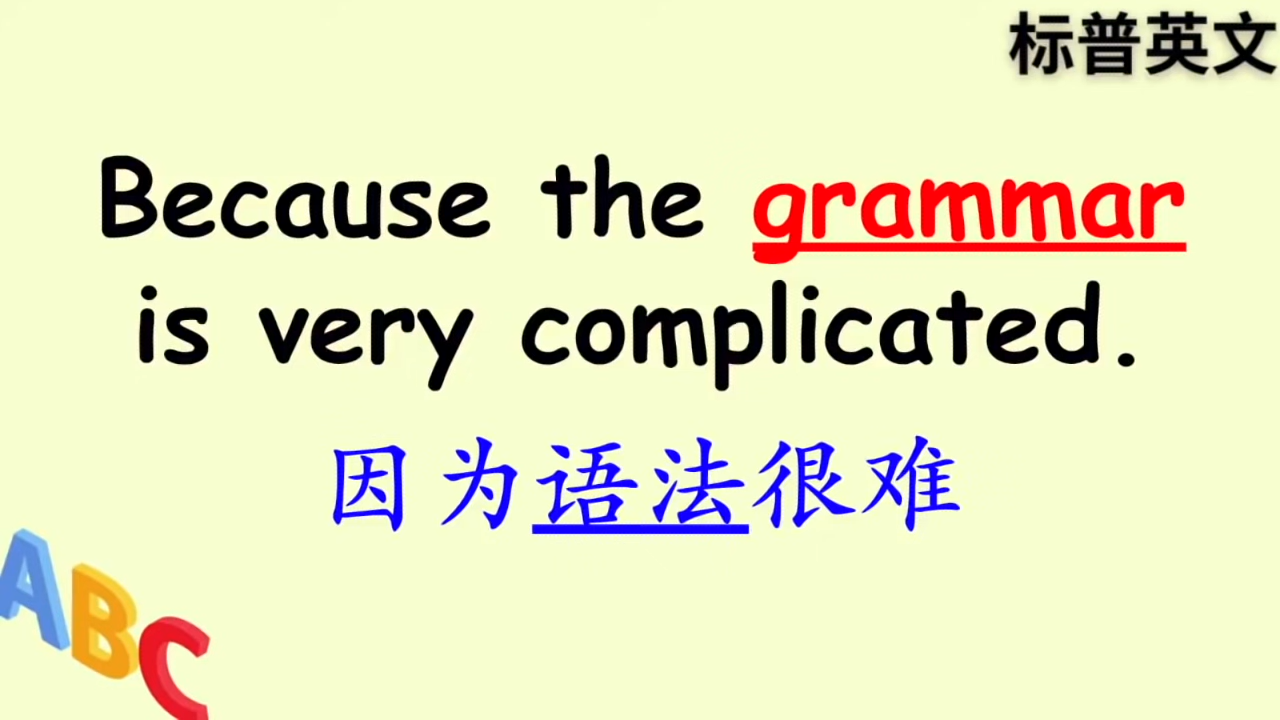 标普英文
Because the grammar
is very complicated.
因为语法很难
ABC